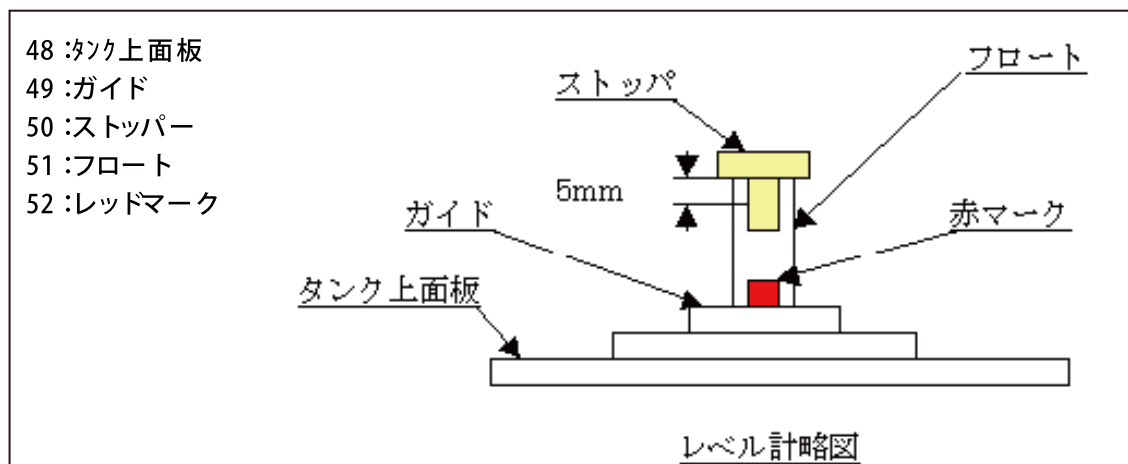 48 :ﾀﾝｸ上面板
49 :ガイド
50 :ストッパー
51 :フロート
52 :レッドマーク
フロート
ストッパ
5mm
ガイド
赤マーク
タンク上面板
レベル計略図